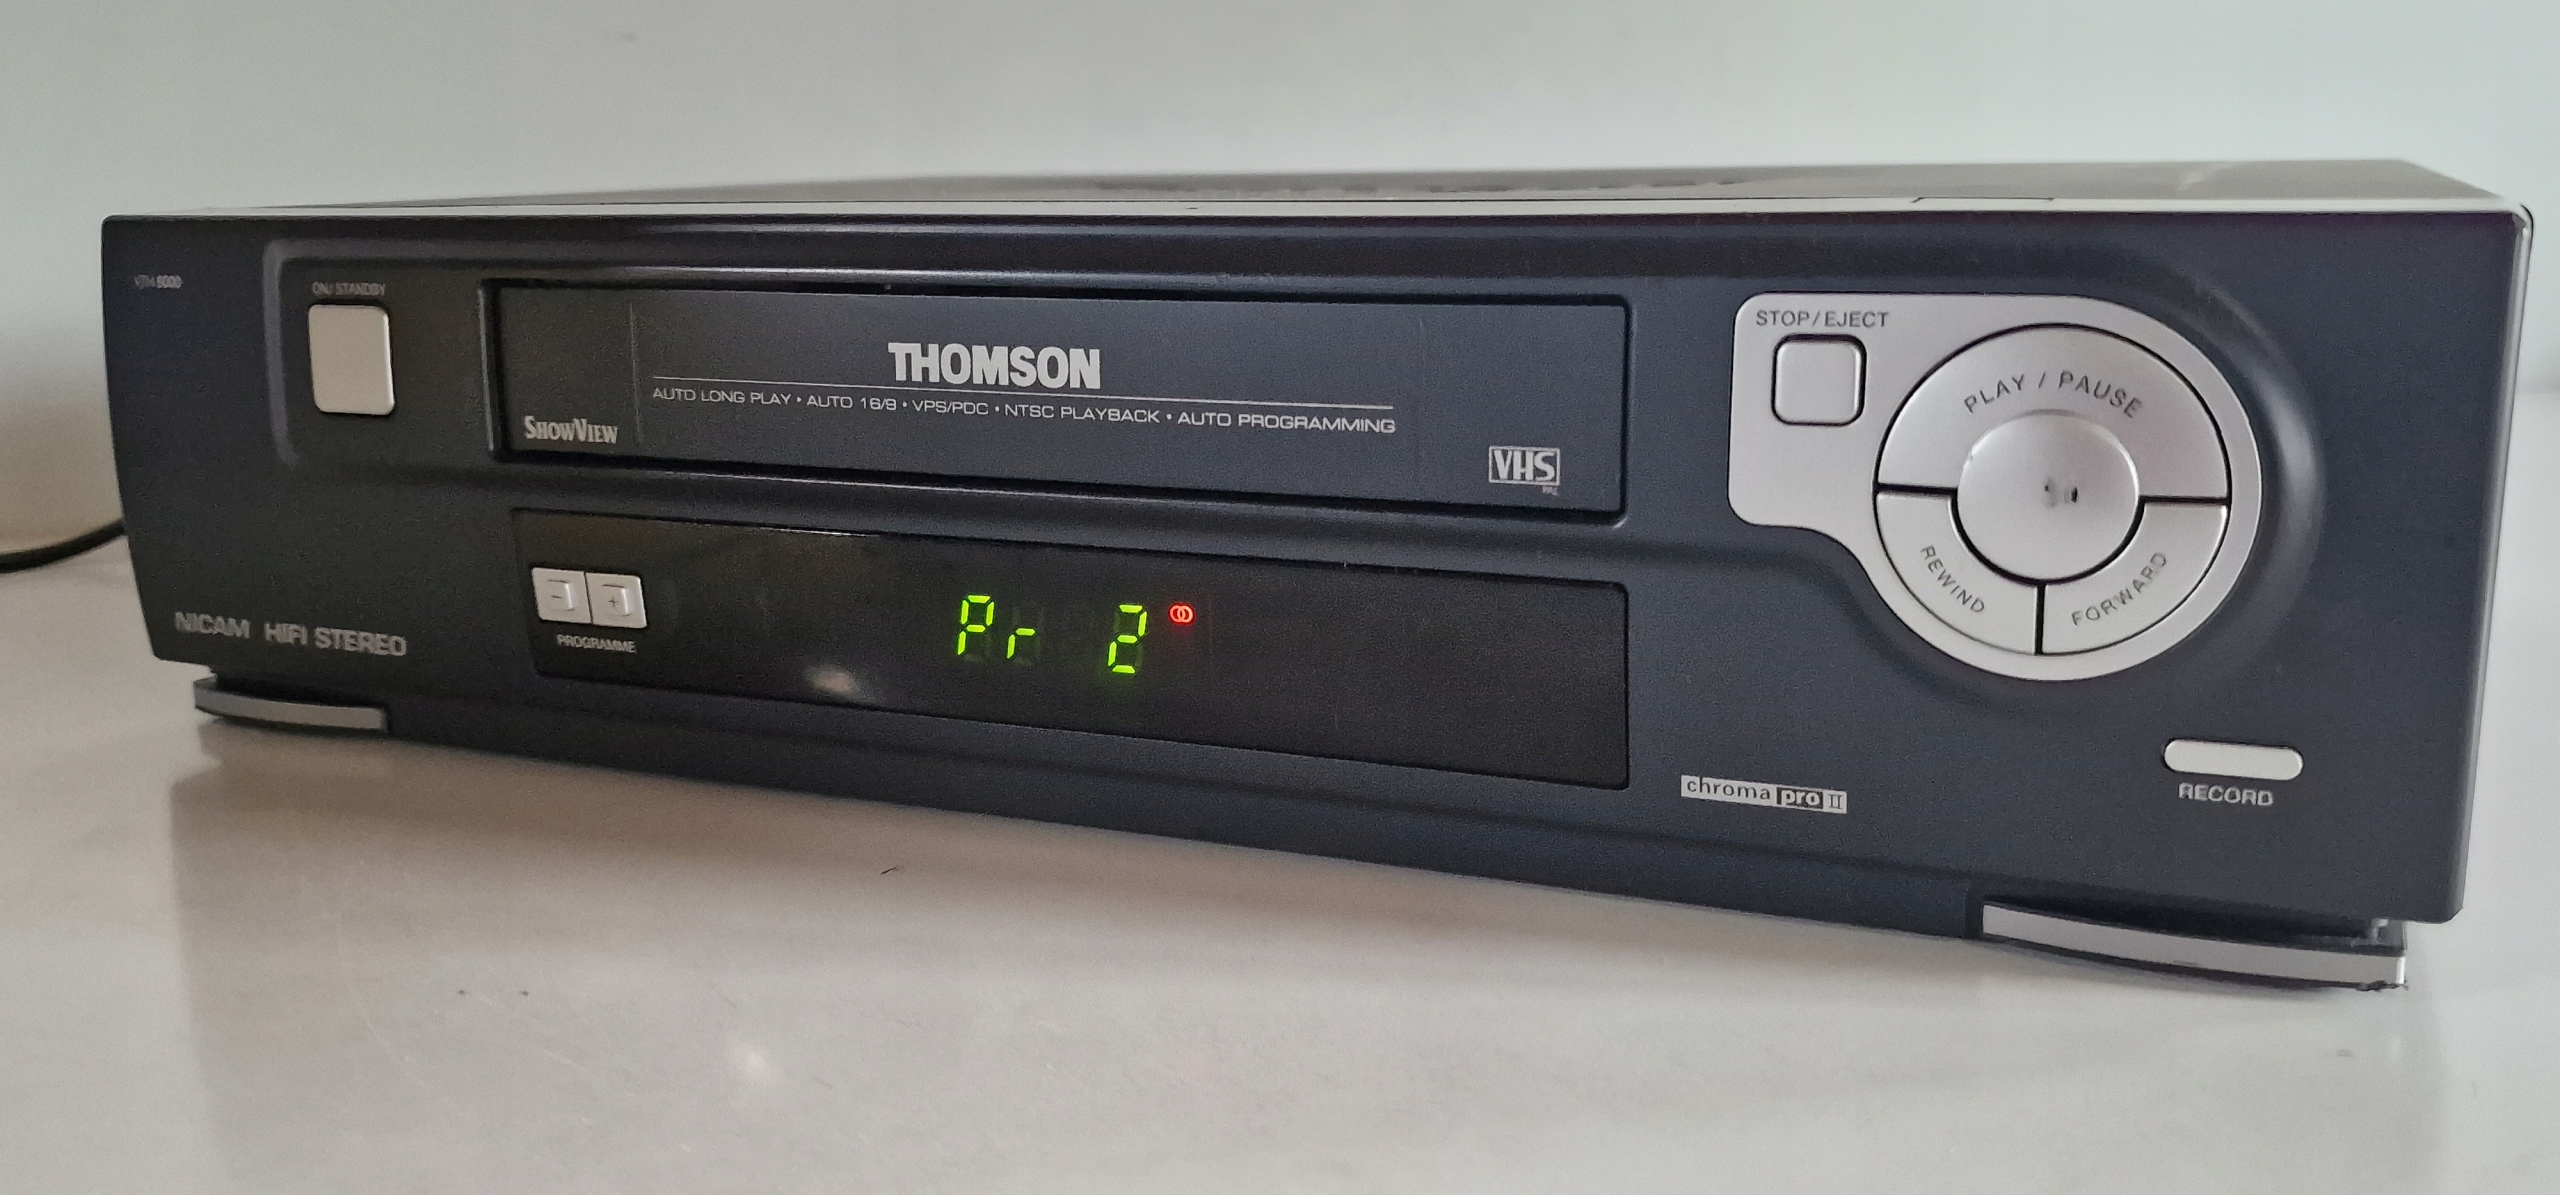 ON/ STANDBY
STOP/EJECT
THOMSON
AUTO LONG PLAY • AUTO 16/9 • VPS/PDC • NTSC PLAYBACK • AUTO PROGRAMMING
SHOWVIEW
VHS
PLAY / PAUSE
REWIND
FORWARD
- +
PROGRAMME
Pr 2
NICAM HIFI STEREO
chroma pro II
RECORD